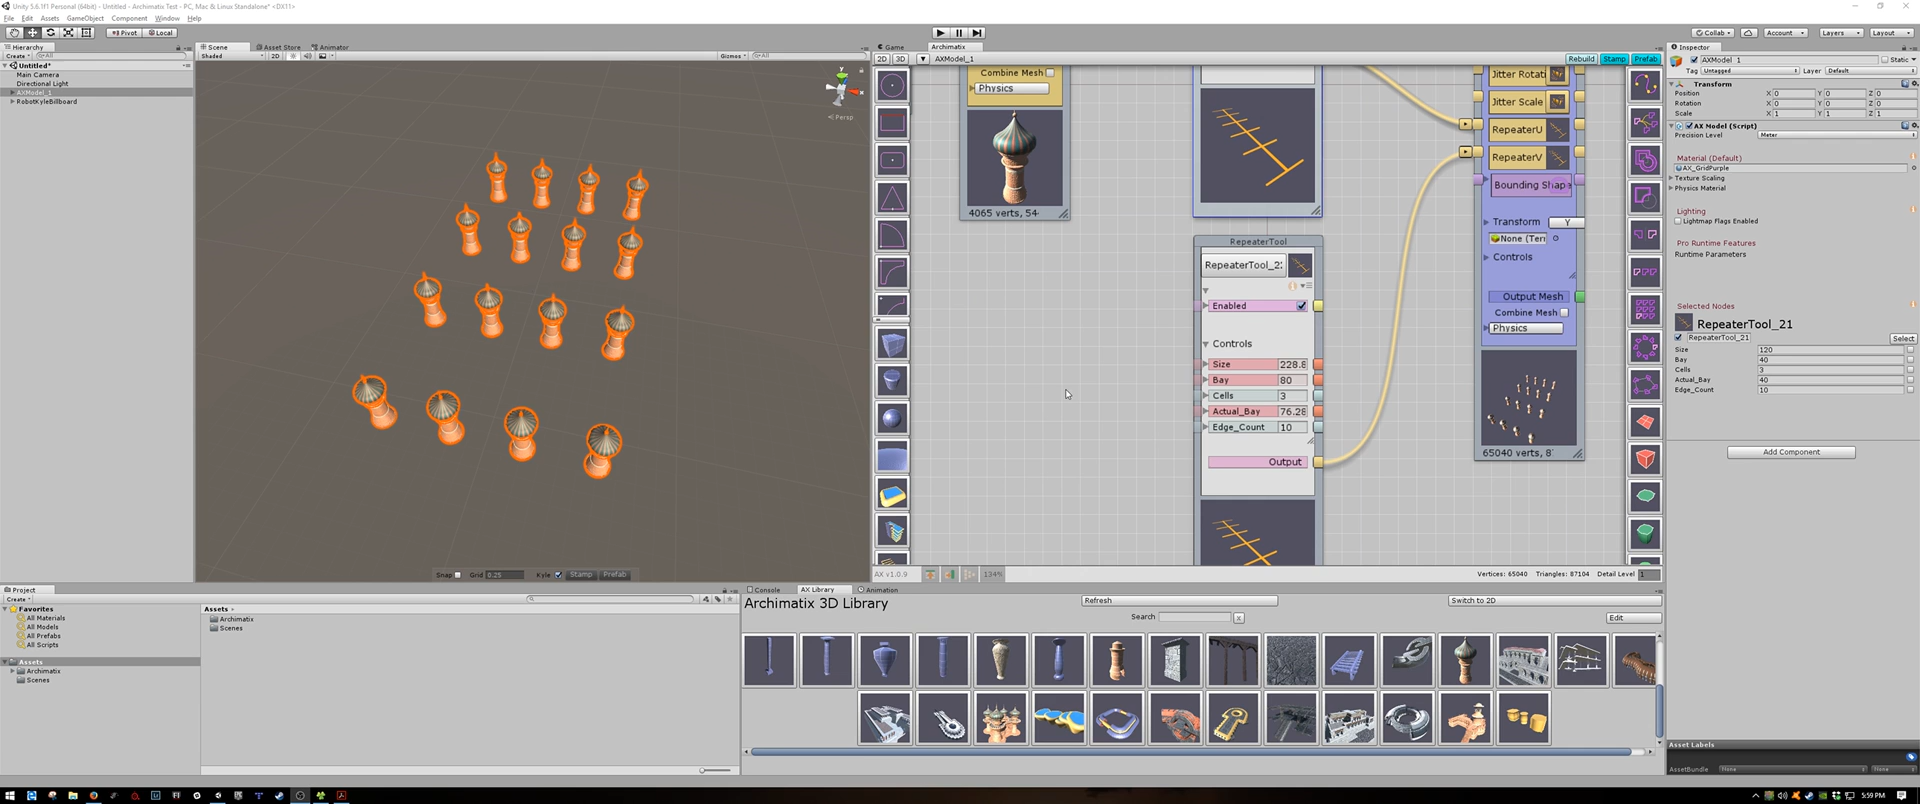 Unity 5.6.1f1 Personal (64bit) - Untitled - Archimatix Test - PC, Mac & Linux Standalone* <DX11>
File Edit Assets GameObject Component Window Help
Pivot Local
Collab Account Layers Layout
Hierarchy
Create
Untitled*
Main Camera
Directional Light
AXModel_1
RobotKyleBillboard
Scene Asset Store Animator
Shaded 2D Gizmos
y
x
Persp
Snap Grid 0.25 Kyle Stamp Prefab
Game Archimatix
2D 3D AXModel_1 Rebuild Stamp Prefab
Combine Mesh
Physics
4065 verts, 54
RepeaterTool
RepeaterTool_2
Enabled
Controls
Size 228.8
Bay 80
Cells 3
Actual_Bay 76.28
Edge_Count 10
Output
Jitter Rotati
Jitter Scale
RepeaterU
RepeaterV
Bounding Shape
Transform Y
None (Terr
Controls
Output Mesh
Combine Mesh
Physics
65040 verts, 8
AX v1.0.9 134% Vertices: 65040 Triangles: 87104 Detail Level 1
Inspector
AXModel_1 Static
Tag Untagged Layer Default
Transform
Position X 0 Y 0 Z 0
Rotation X 0 Y 0 Z 0
Scale X 1 Y 1 Z 1
AX Model (Script)
Precision Level Meter
Material (Default)
AX_GridPurple
Texture Scaling
Physics Material
Lighting
Lightmap Flags Enabled
Pro Runtime Features
Runtime Parameters
Selected Nodes
RepeaterTool_21
RepeaterTool_21 Select
Size 120
Bay 40
Cells 3
Actual_Bay 40
Edge_Count 10
Add Component
Asset Labels
AssetBundle None None
Project
Create
Favorites
All Materials
All Models
All Prefabs
All Scripts
Assets
Archimatix
Scenes
Assets
Archimatix
Scenes
Console AX Library Animation
Archimatix 3D Library Refresh Switch to 2D
Search x Edit
5:59 PM